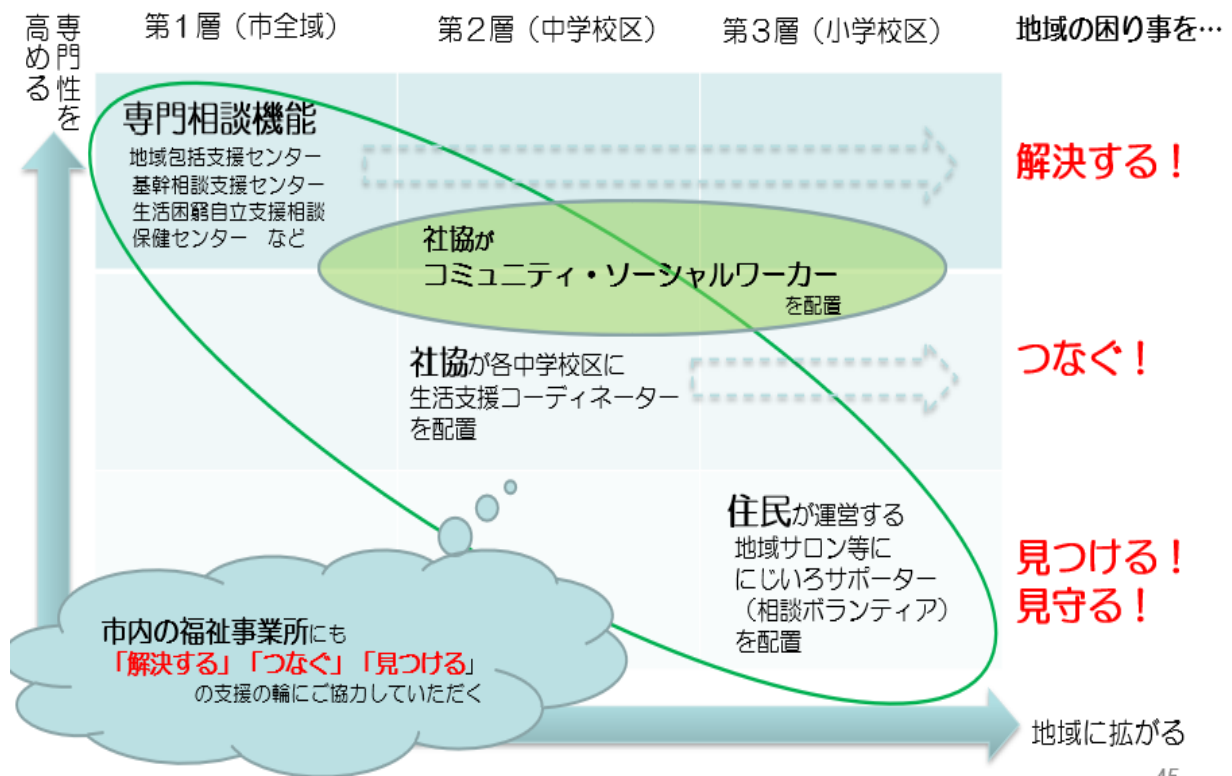 専門性を
高める
第1層（市全域）
第2層（中学校区）
第3層（小学校区）
地域の困り事を…
専門相談機能
地域包括支援センター
基幹相談支援センター
生活困窮自立支援相談
保健センター　など
解決する！
社協が
コミュニティ・ソーシャルワーカー
を配置
社協が各中学校区に
生活支援コーディネーター
を配置
つなぐ！
住民が運営する
地域サロン等に
にじいろサポーター
（相談ボランティア）
を配置
見つける！
見守る！
市内の福祉事業所にも
「解決する」「つなぐ」「見つける」
の支援の輪にご協力していただく
地域に拡がる
45